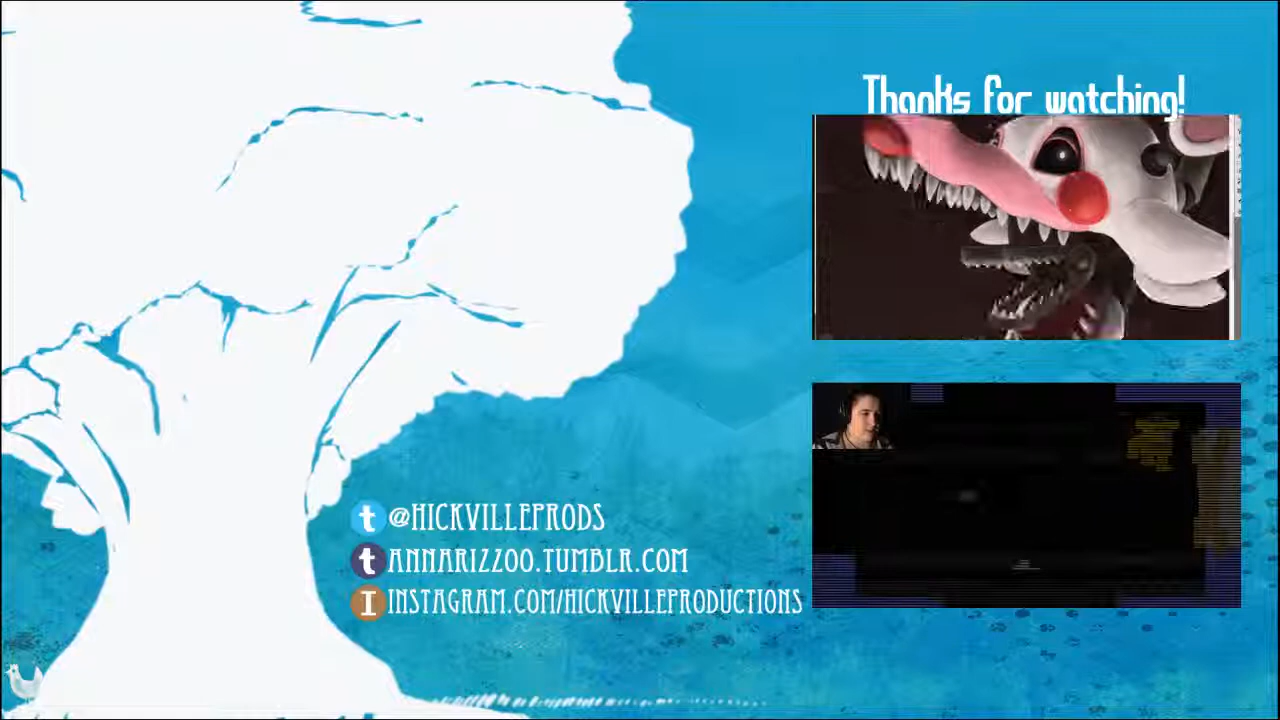 Thanks for watching!
@HICKVILLEPRODS
ANNARIZZOO.TUMBLR.COM
INSTAGRAM.COM/HICKVILLEPRODUCTIONS